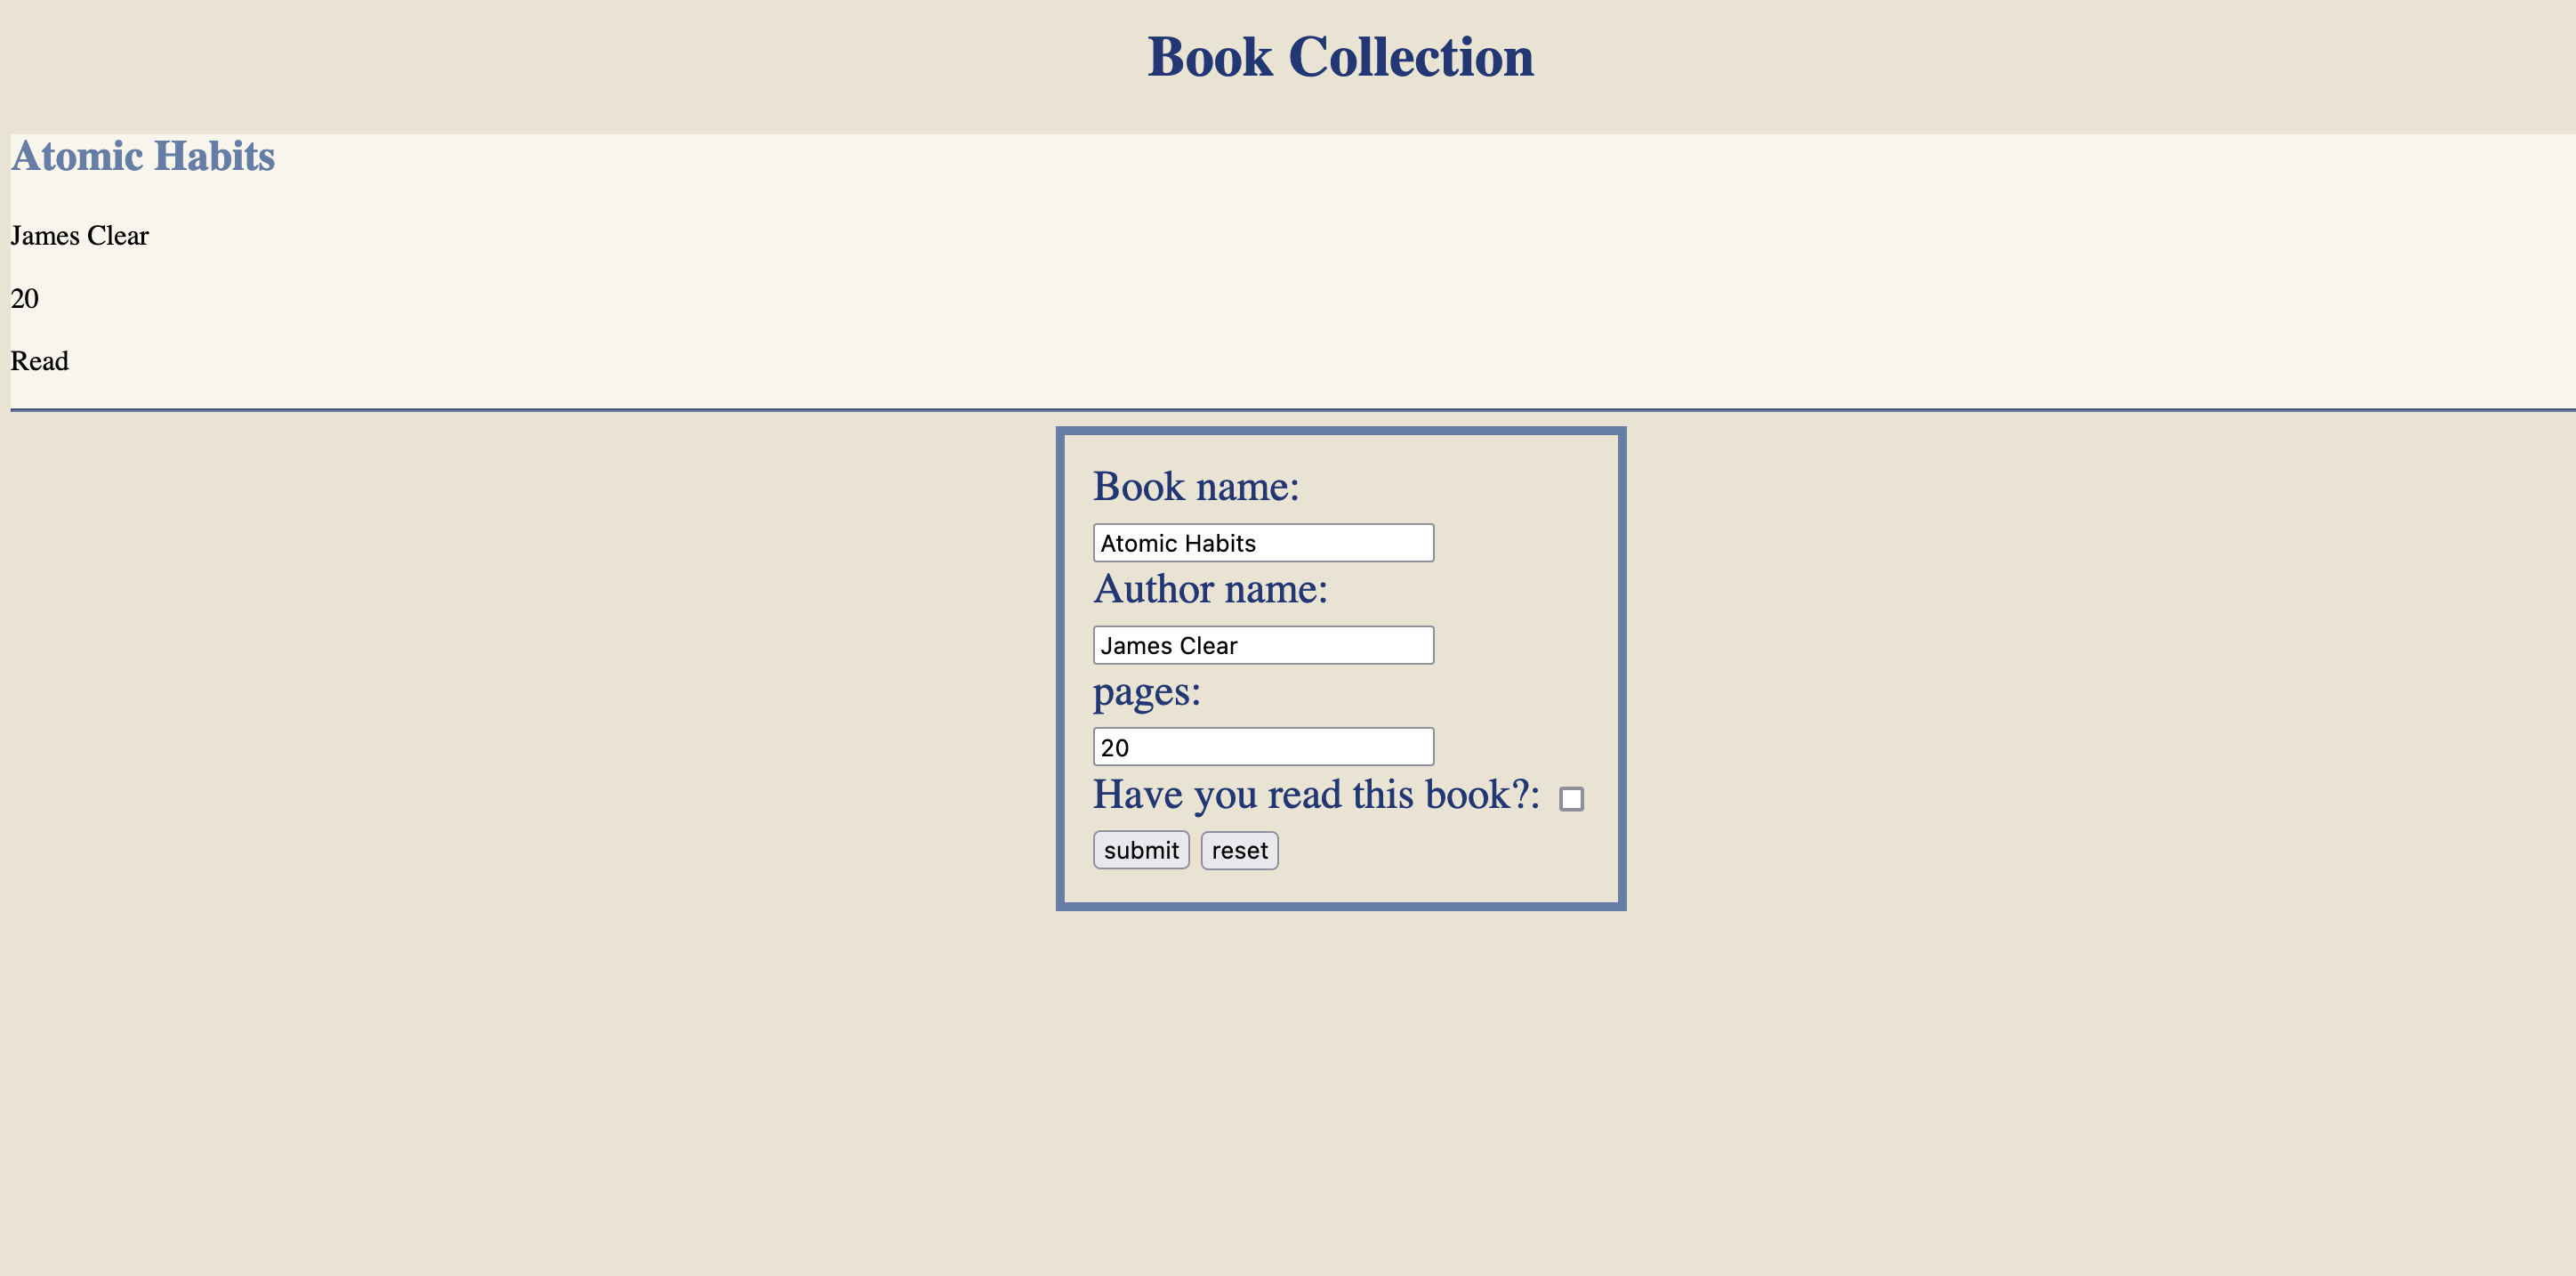 Book Collection
Atomic Habits
James Clear
20
Read
Book name:
Atomic Habits
Author name:
James Clear
pages:
20
Have you read this book?:
submit reset